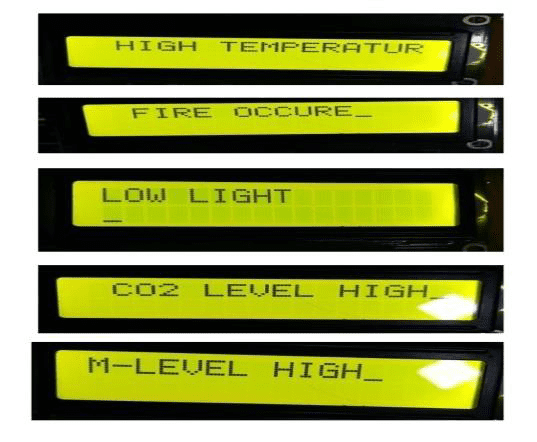 HIGH TEMPERATUR
FIRE OCCURE_
LOW LIGHT
_
CO2 LEVEL HIGH_
M-LEVEL HIGH_